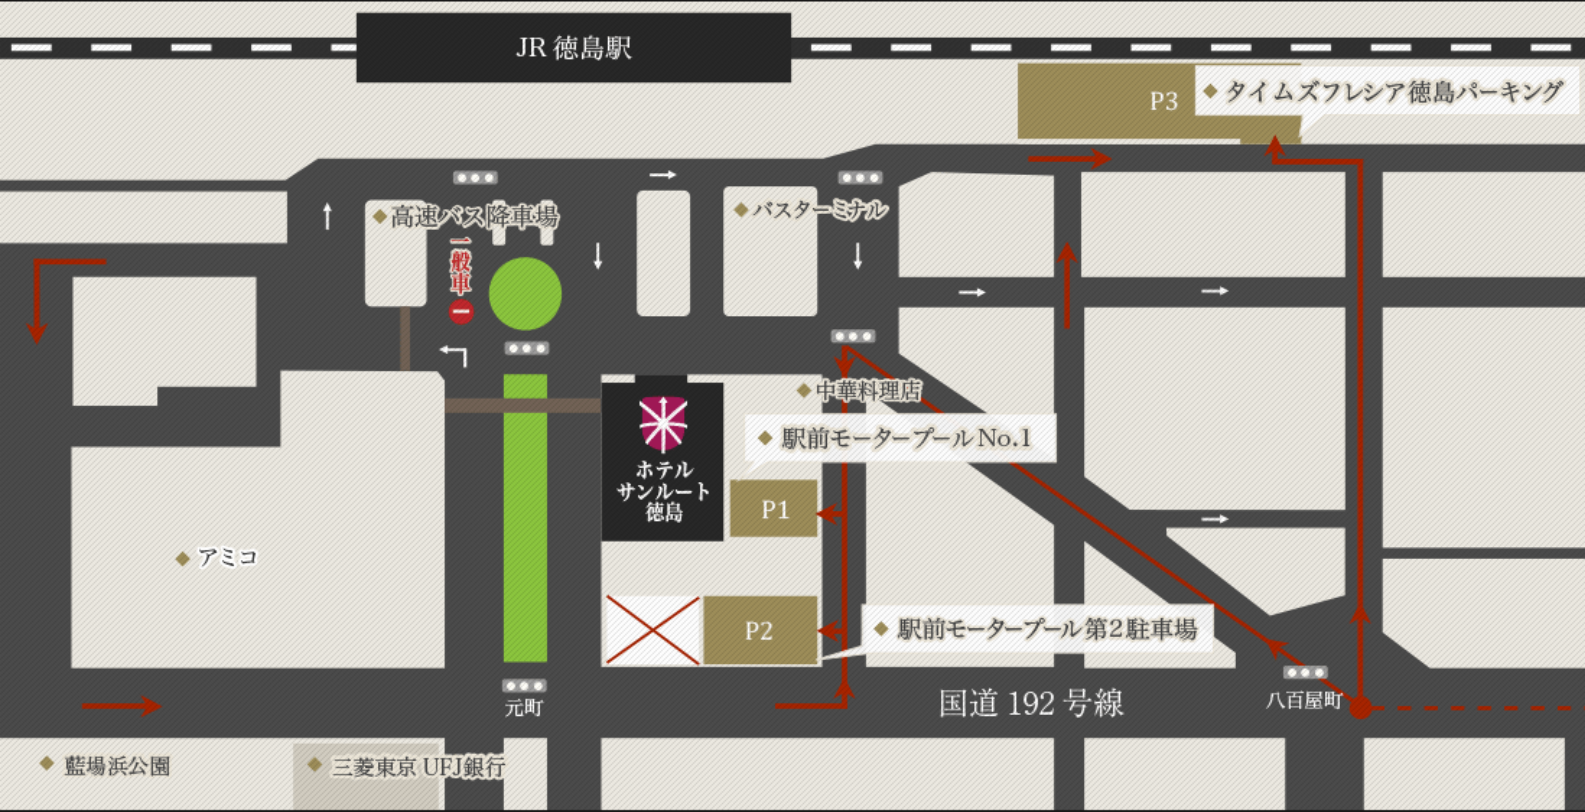 JR 徳島駅
P3
タイムズフレシア徳島パーキング
高速バス降車場
バスターミナル
一般車
中華料理店
駅前モータープールNo.1
ホテル
サンルート
徳島
P1
アミコ
P2
駅前モータープール第2駐車場
元町
国道 192 号線
八百屋町
藍場浜公園
三菱東京 UFJ銀行